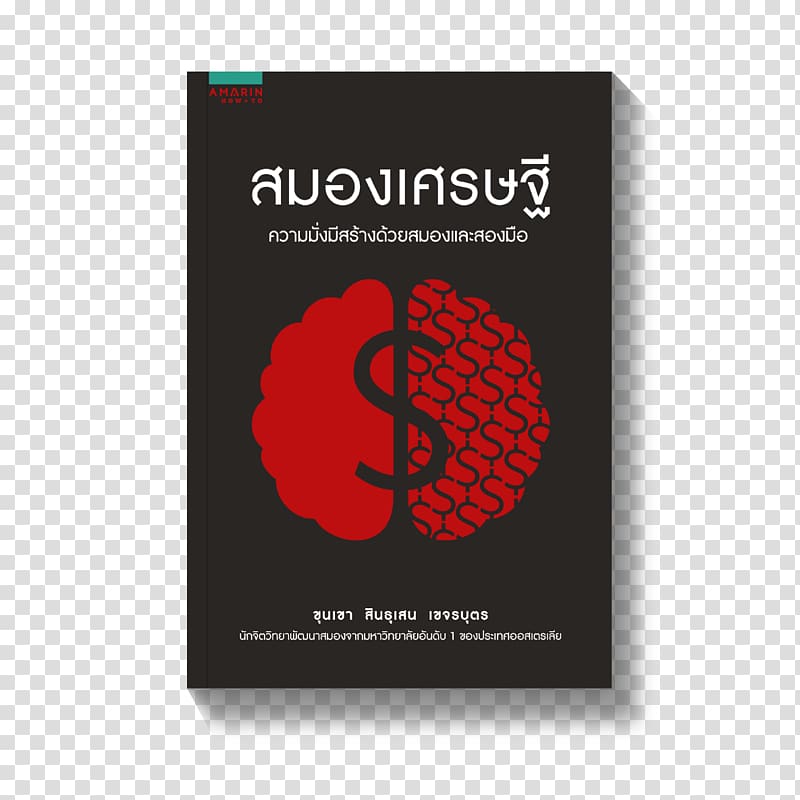 AMARIN
HOW + TO
สมองเศรษฐี
ความมั่งมีสร้างด้วยสมองและสองมือ
$
ขุนเขา สินธุเสน เขจรบุตร
นักจิตวิทยาพัฒนาสมองจากมหาวิทยาลัยอันดับ 1 ของประเทศออสเตรเลีย